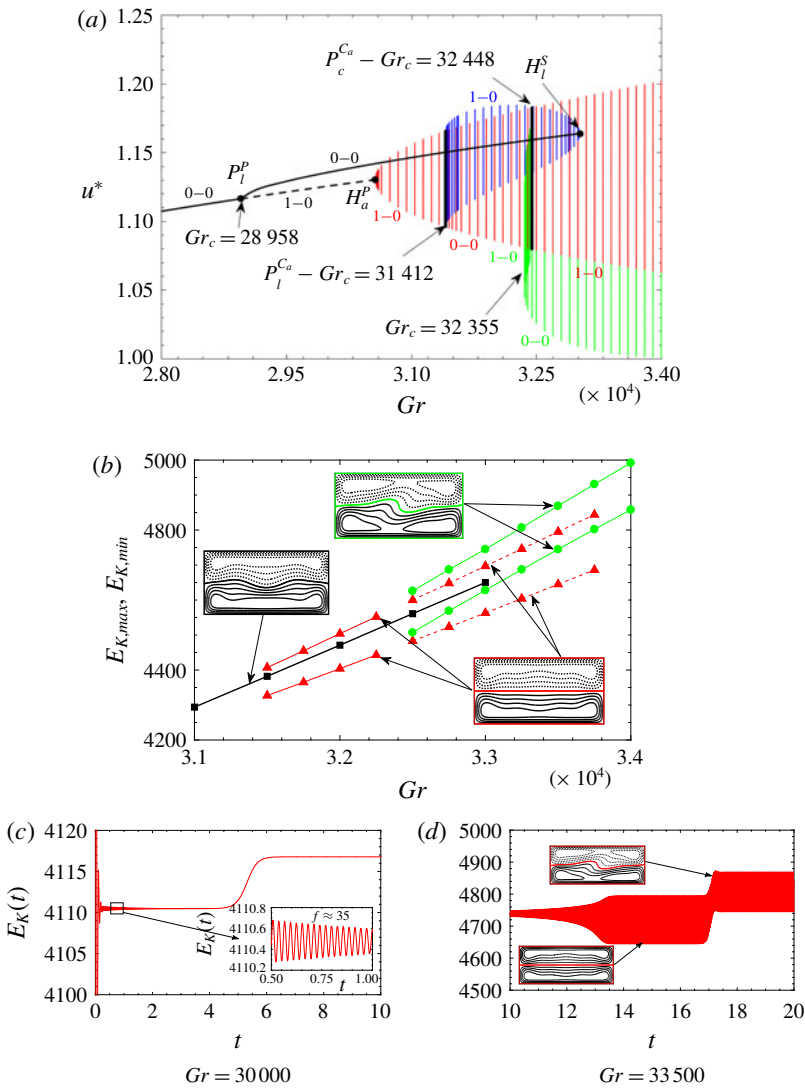 (a)
1.25
1.20
1.15
1.10
1.05
1.00
u*
P_c^{C_a} – Gr_c = 32 448
H_l^S
1–0
P_l^P
0–0
0–0
1–0
H_a^P
1–0
0–0
Gr_c = 28 958
P_l^{C_a} – Gr_c = 31 412
1–0
1–0
Gr_c = 32 355
0–0
2.80
2.95
3.10
3.25
3.40
(× 10⁴)
Gr
(b)
5000
4800
4600
4400
4200
E_{K,max}, E_{K,min}
3.1
3.2
3.3
3.4
(× 10⁴)
Gr
(c)
4120
4115
4110
4105
4100
E_K(t)
4110.8
4110.6
4110.4
4110.2
E_K(t)
f ≈ 35
0.50
0.75
1.00
t
0
2
4
6
8
10
t
Gr = 30 000
(d)
5000
4900
4800
4700
4600
4500
10
12
14
16
18
20
t
Gr = 33 500